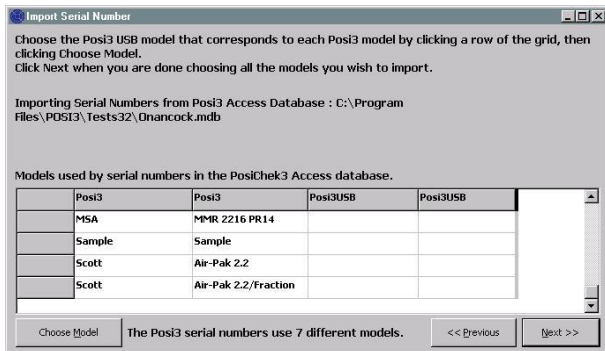 Import Serial Number
Choose the Posi3 USB model that corresponds to each Posi3 model by clicking a row of the grid, then
clicking Choose Model.
Click Next when you are done choosing all the models you wish to import.
Importing Serial Numbers from Posi3 Access Database : C:\Program
Files\POSI3\Tests32\Onancock.mdb
Models used by serial numbers in the PosiChek3 Access database.
Posi3 Posi3 Posi3USB Posi3USB
MSA MMR 2216 PR14
Sample Sample
Scott Air-Pak 2.2
Scott Air-Pak 2.2/Fraction
Choose Model The Posi3 serial numbers use 7 different models. << Previous Next >>